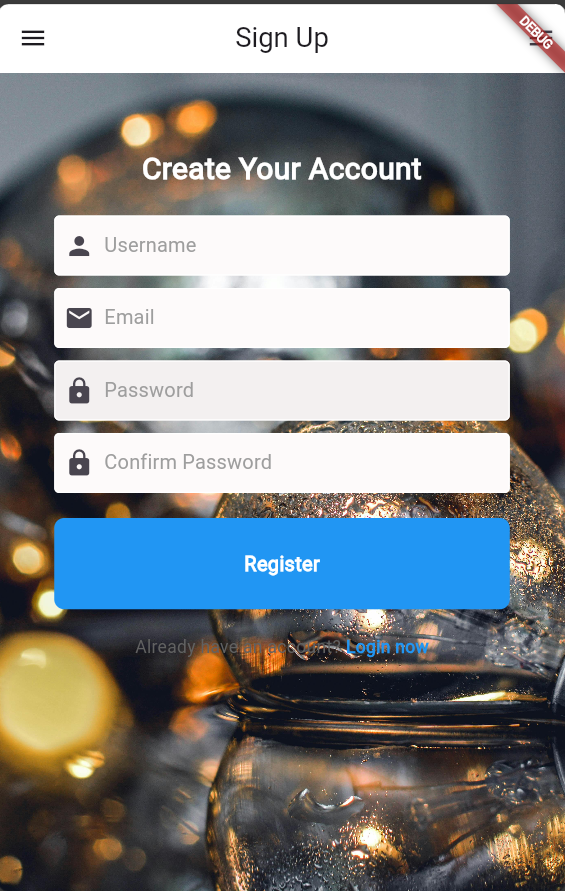 Sign Up
DEBUG
Create Your Account
Username
Email
Password
Confirm Password
Register
Already have an account? Login now